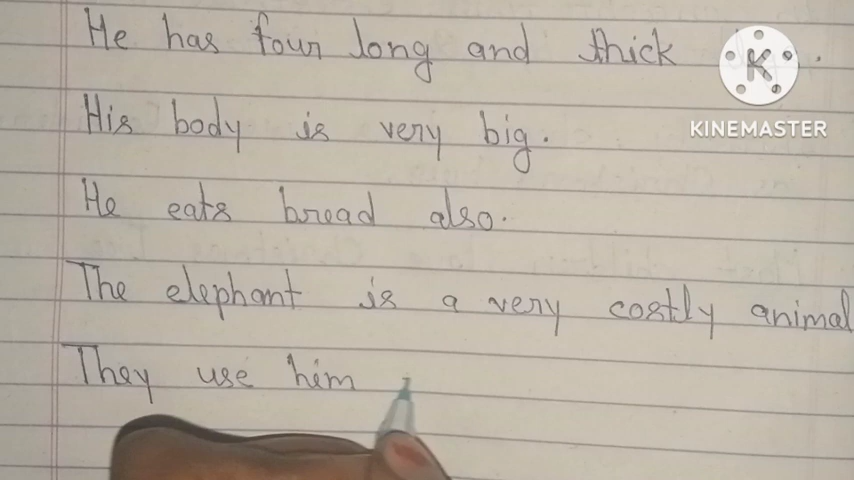 He has four long and thick
KINEMASTER
His body is very big.
He eats bread also.
The elephant is a very costly animal
They use him